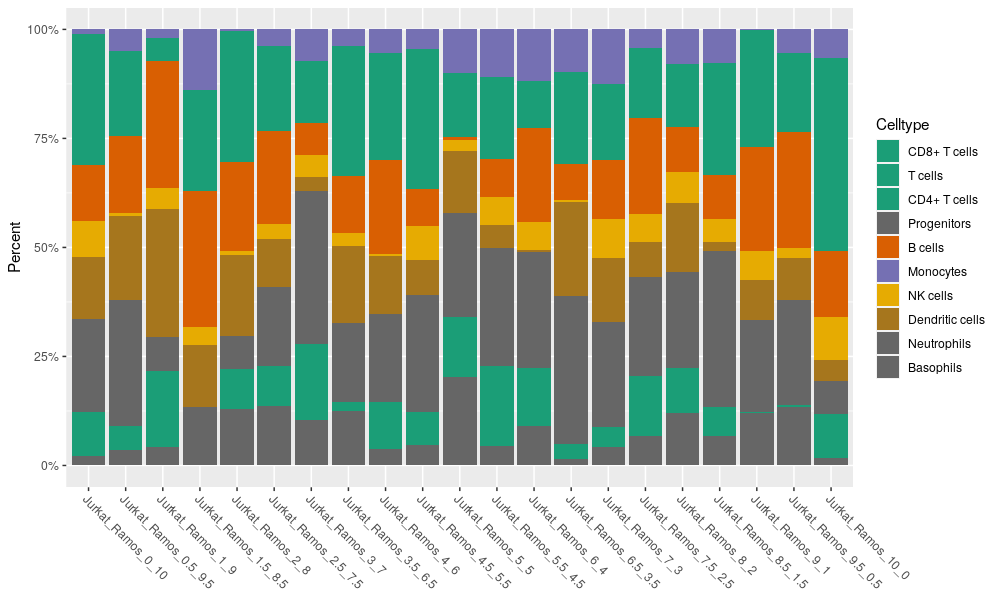 100%
75%
50%
25%
0%
Percent
Jurkat_Ramos_0_10
Jurkat_Ramos_05_9.5
Jurkat_Ramos_1_9
Jurkat_Ramos_1.5_8.5
Jurkat_Ramos_2_8
Jurkat_Ramos_2.5_7.5
Jurkat_Ramos_3_7
Jurkat_Ramos_3.5_6.5
Jurkat_Ramos_4_6
Jurkat_Ramos_4.5_5.5
Jurkat_Ramos_5_5
Jurkat_Ramos_5.5_4.5
Jurkat_Ramos_6_4
Jurkat_Ramos_6.5_3.5
Jurkat_Ramos_7_3
Jurkat_Ramos_7.5_2.5
Jurkat_Ramos_8_2
Jurkat_Ramos_8.5_1.5
Jurkat_Ramos_9_1
Jurkat_Ramos_9.5_0.5
Jurkat_Ramos_10_0
Celltype
CD8+ T cells
T cells
CD4+ T cells
Progenitors
B cells
Monocytes
NK cells
Dendritic cells
Neutrophils
Basophils